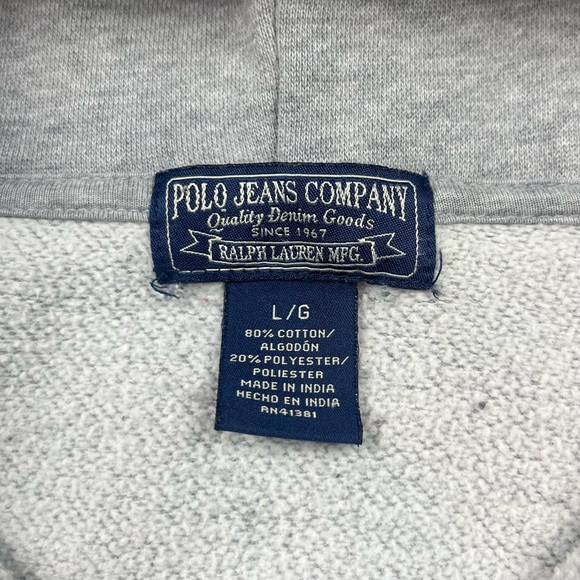 POLO JEANS COMPANY
Quality Denim Goods
SINCE 1967
RALPH LAUREN MFG.
L/G
80% COTTON/
ALGODÓN
20% POLYESTER/
POLIESTER
MADE IN INDIA
HECHO EN INDIA
RN41381